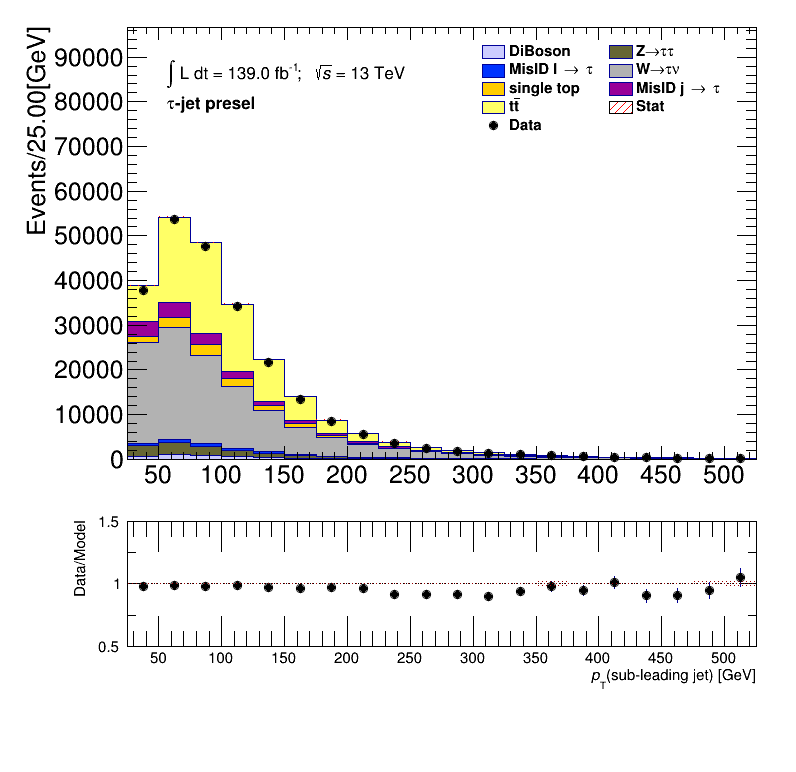 Events/25.00[GeV]
90000
80000
70000
60000
50000
40000
30000
20000
10000
0
∫ L dt = 139.0 fb⁻¹; √s = 13 TeV
τ-jet presel
DiBoson
MisID l → τ
single top
tt̄
Data
Z→ττ
W→τν
MisID j → τ
Stat
50 100 150 200 250 300 350 400 450 500
Data/Model
1.5
1
0.5
50 100 150 200 250 300 350 400 450 500
p_T(sub-leading jet) [GeV]